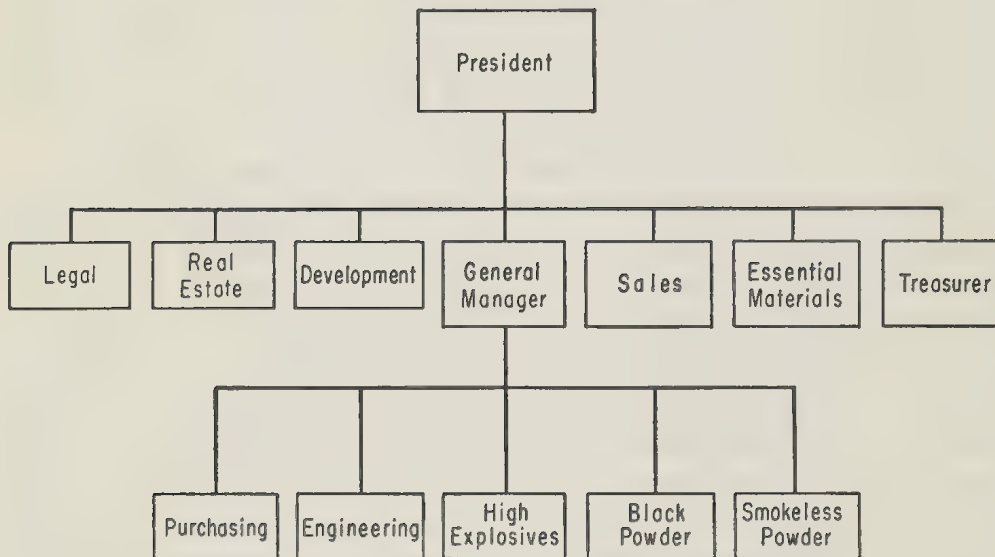 President
Legal
Real
Estate
Development
General
Manager
Sales
Essential
Materials
Treasurer
Purchasing
Engineering
High
Explosives
Black
Powder
Smokeless
Powder